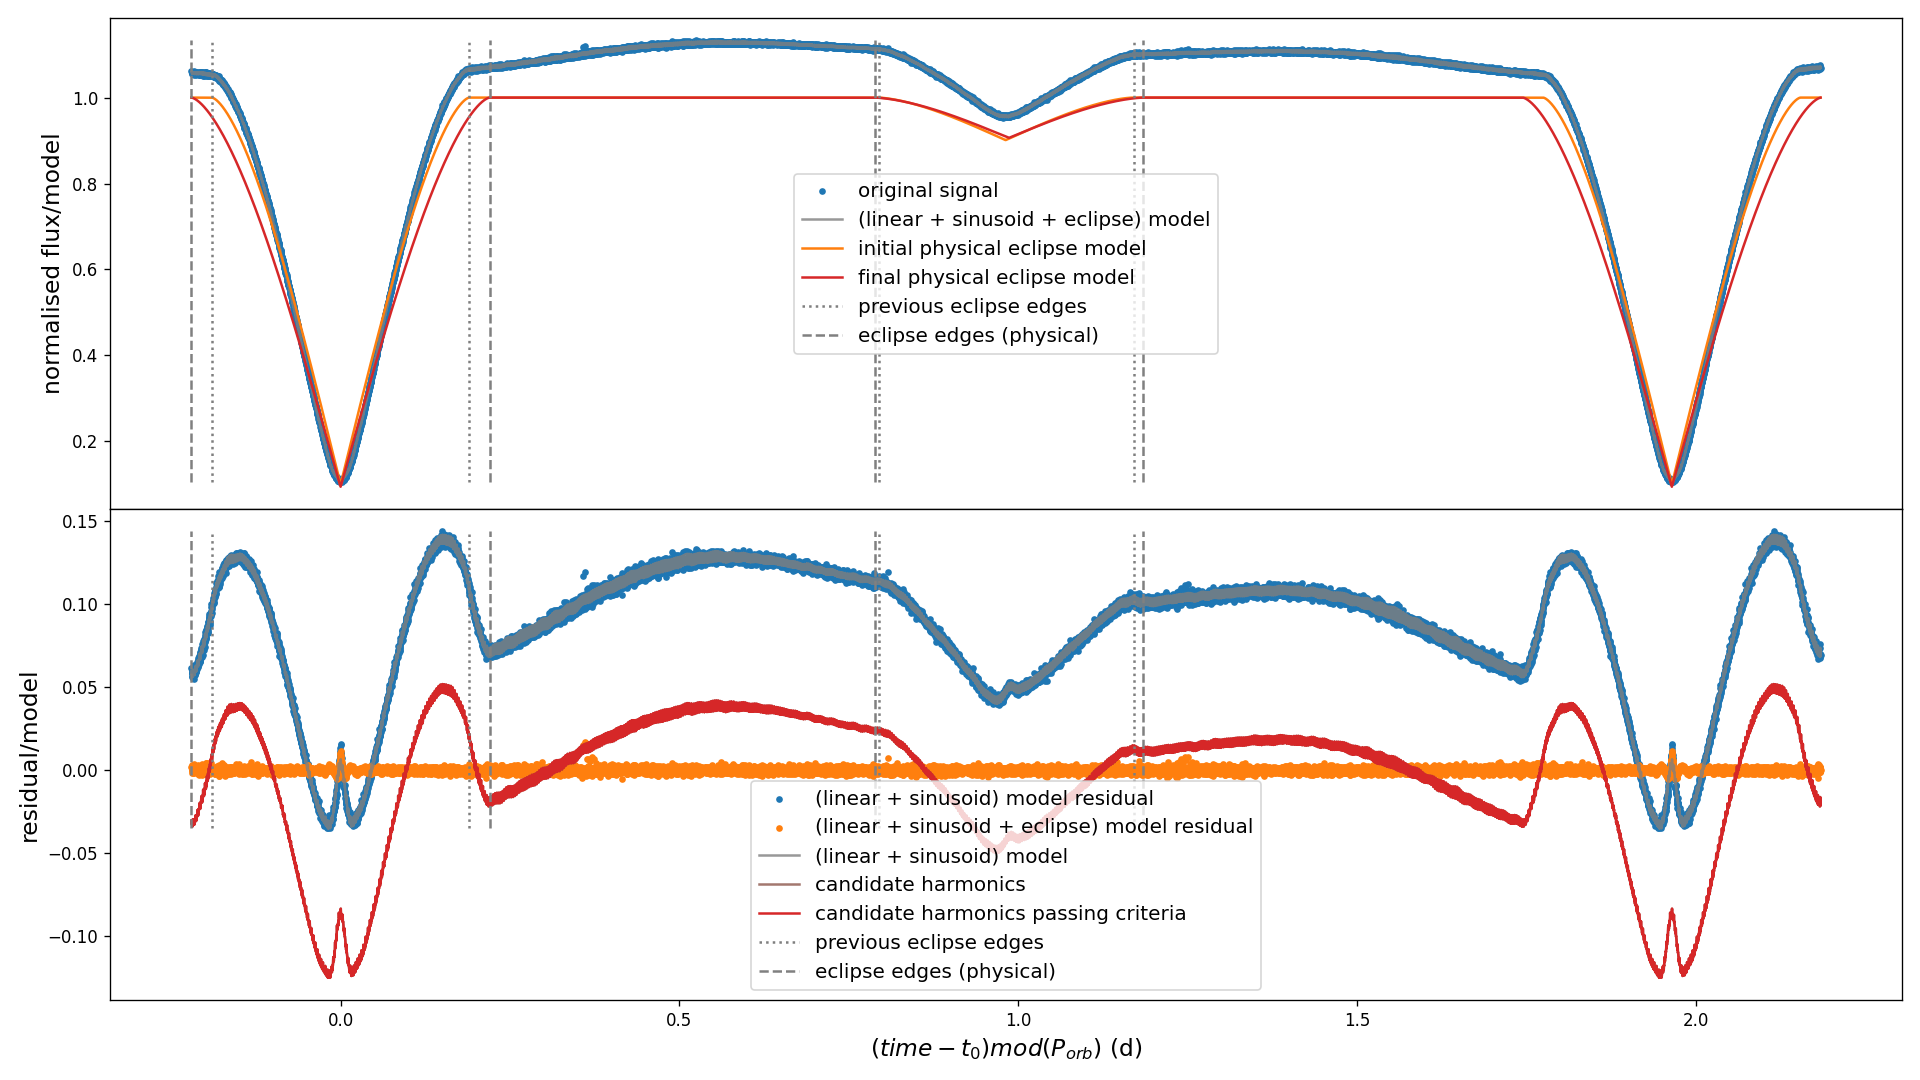 normalised flux/model
1.0
0.8
0.6
0.4
0.2
original signal
(linear + sinusoid + eclipse) model
initial physical eclipse model
final physical eclipse model
previous eclipse edges
eclipse edges (physical)
residual/model
0.15
0.10
0.05
0.00
−0.05
−0.10
(linear + sinusoid) model residual
(linear + sinusoid + eclipse) model residual
(linear + sinusoid) model
candidate harmonics
candidate harmonics passing criteria
previous eclipse edges
eclipse edges (physical)
0.0 0.5 1.0 1.5 2.0
(time − t₀)mod(Pₒᵣb) (d)